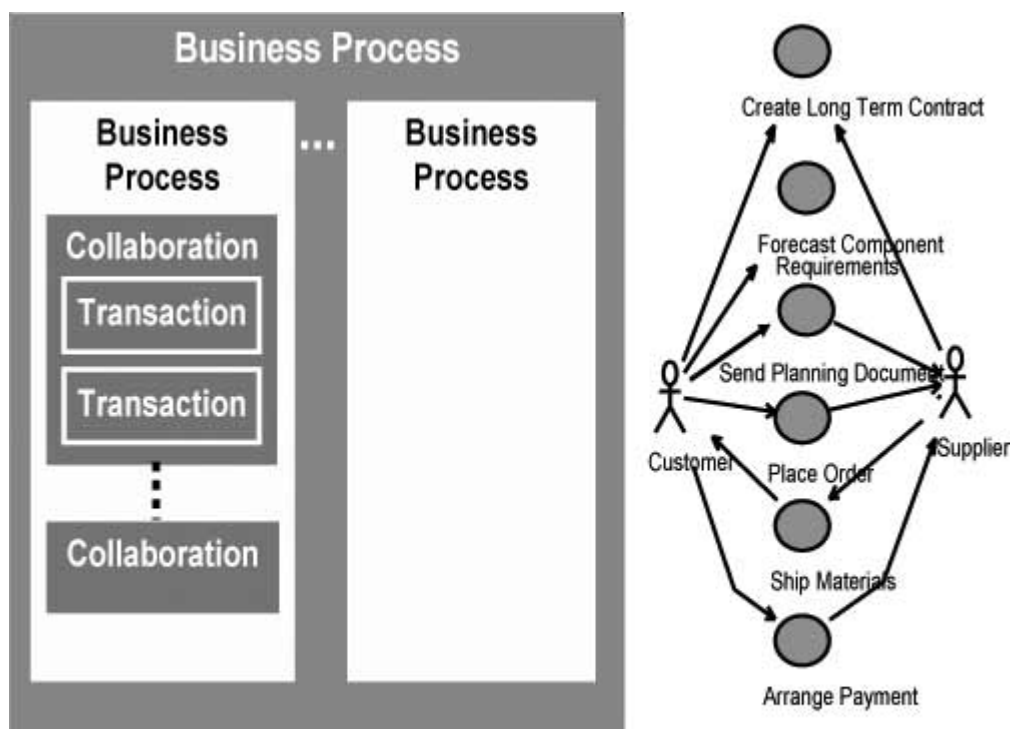 Business Process
Business
Process
...
Business
Process
Collaboration
Transaction
Transaction
Collaboration
Create Long Term Contract
Forecast Component
Requirements
Send Planning Document
Customer
Supplier
Place Order
Ship Materials
Arrange Payment